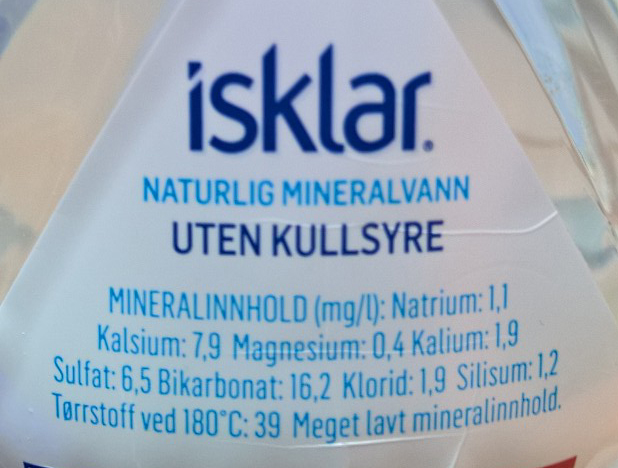 isklar.
NATURLIG MINERALVANN
UTEN KULLSYRE
MINERALINNHOLD (mg/l): Natrium: 1,1
Kalsium: 7,9 Magnesium: 0,4 Kalium: 1,9
Sulfat: 6,5 Bikarbonat: 16,2 Klorid: 1,9 Silisum: 1,2
Tørrstoff ved 180°C: 39 Meget lavt mineralinnhold.